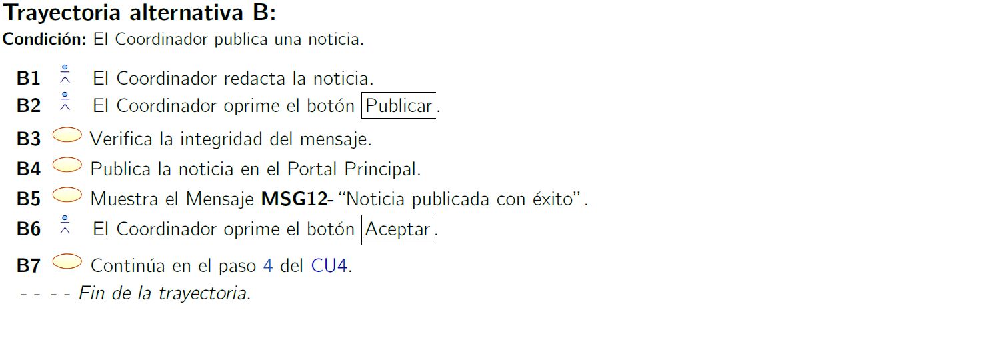 Trayectoria alternativa B:
Condición: El Coordinador publica una noticia.
B1 El Coordinador redacta la noticia.
B2 El Coordinador oprime el botón Publicar.
B3 Verifica la integridad del mensaje.
B4 Publica la noticia en el Portal Principal.
B5 Muestra el Mensaje MSG12- “Noticia publicada con éxito”.
B6 El Coordinador oprime el botón Aceptar.
B7 Continúa en el paso 4 del CU4.
- - - - Fin de la trayectoria.